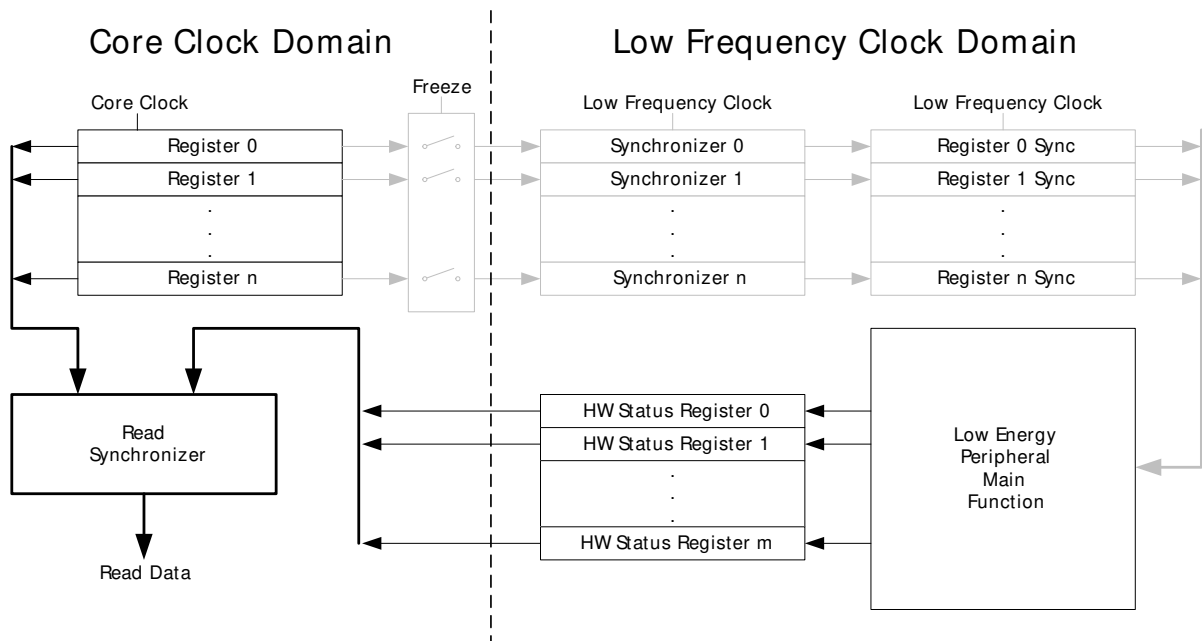 Core Clock Domain
Low Frequency Clock Domain
Freeze
Core Clock
Low Frequency Clock
Low Frequency Clock
Register 0
Synchronizer 0
Register 0 Sync
Register 1
Synchronizer 1
Register 1 Sync
.
.
.
.
.
.
.
.
.
Register n
Synchronizer n
Register n Sync
HW Status Register 0
HW Status Register 1
.
.
.
HW Status Register m
Read
Synchronizer
Low Energy
Peripheral
Main
Function
Read Data